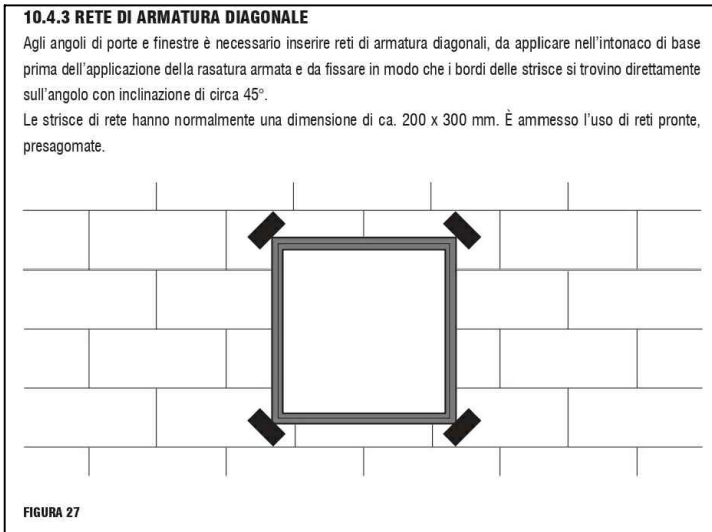 10.4.3 RETE DI ARMATURA DIAGONALE
Agli angoli di porte e finestre è necessario inserire reti di armatura diagonali, da applicare nell'intonaco di base
prima dell'applicazione della rasatura armata e da fissare in modo che i bordi delle strisce si trovino direttamente
sull'angolo con inclinazione di circa 45°.
Le strisce di rete hanno normalmente una dimensione di ca. 200 x 300 mm. È ammesso l'uso di reti pronte,
presagomate.
FIGURA 27